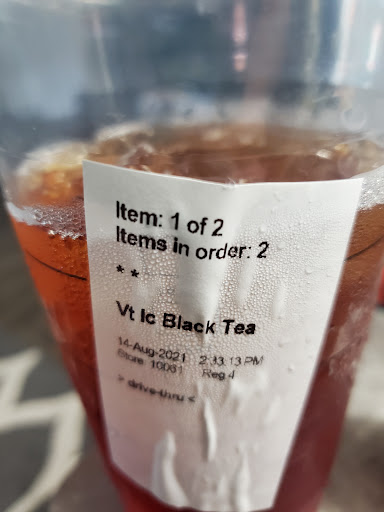 Item: 1 of 2
Items in order: 2
* *
Vt Ic Black Tea
14-Aug-2021 2:33:13 PM
Store 10061 Reg 4
> drive-thru <